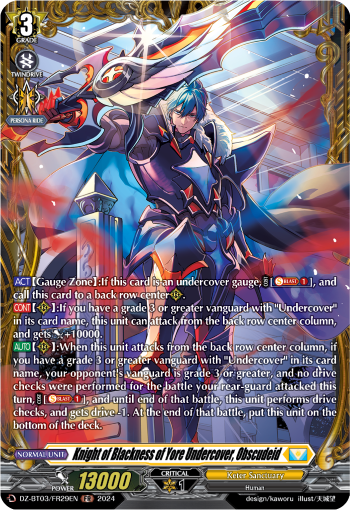 3
GRADE
TWINDRIVE
PERSONA RIDE
ACT【Gauge Zone】:If this card is an undercover gauge, [SBLAST 1], and
call this card to a back row center.
CONT【】:If you have a grade 3 or greater vanguard with "Undercover"
in its card name, this unit can attack from the back row center column,
and gets +10000.
AUTO【】:When this unit attacks from the back row center column, if
you have a grade 3 or greater vanguard with "Undercover" in its card
name, your opponent's vanguard is grade 3 or greater, and no drive
checks were performed for the battle your rear-guard attacked this
turn, [SBLAST 1], and until end of that battle, this unit performs drive
checks, and gets drive -1. At the end of that battle, put this unit on the
bottom of the deck.
NORMAL UNIT
Knight of Blackness of Yore Undercover, Obscudeid
POWER 13000
CRITICAL
1
Keter Sanctuary
Human
DZ-BT03/FR29EN FR 2024
design/kaworu illust/天城望